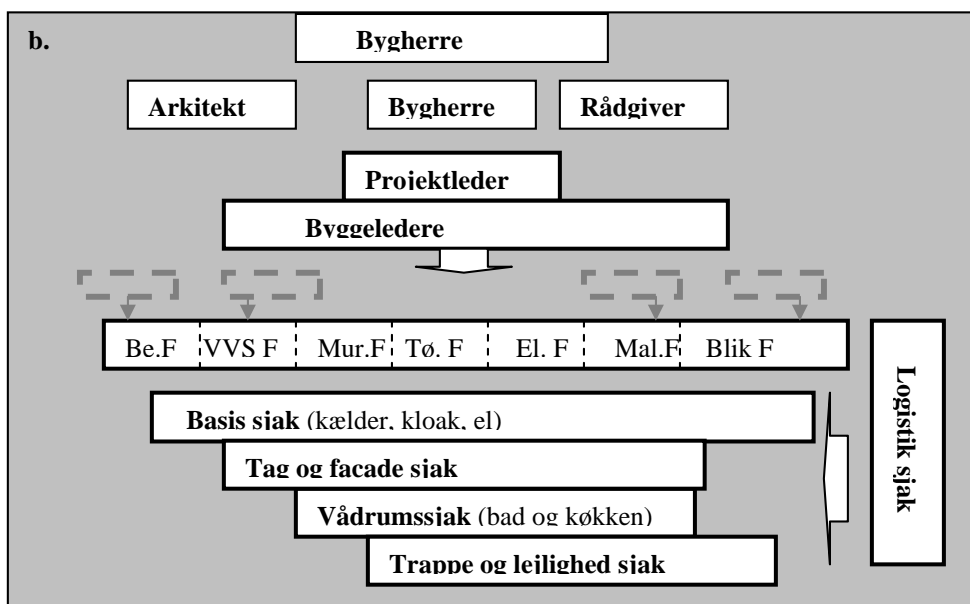 b.
Bygherre
Arkitekt
Bygherre
Rådgiver
Projektleder
Byggeledere
Be.F
VVS F
Mur.F
Tø. F
El. F
Mal.F
Blik F
Basis sjak (kælder, kloak, el)
Tag og facade sjak
Vådrumssjak (bad og køkken)
Trappe og lejlighed sjak
Logistik sjak